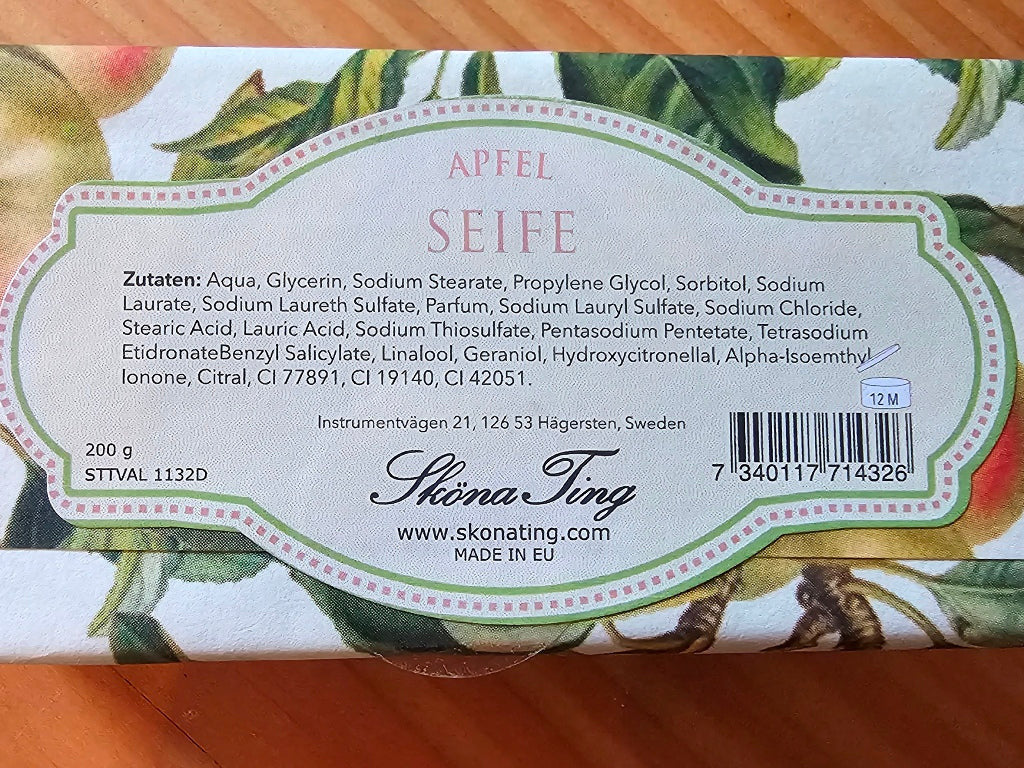 APFEL
SEIFE
Zutaten: Aqua, Glycerin, Sodium Stearate, Propylene Glycol, Sorbitol, Sodium
Laurate, Sodium Laureth Sulfate, Parfum, Sodium Lauryl Sulfate, Sodium Chloride,
Stearic Acid, Lauric Acid, Sodium Thiosulfate, Pentasodium Pentetate, Tetrasodium
EtidronateBenzyl Salicylate, Linalool, Geraniol, Hydroxycitronellal, Alpha-Isoemthyl
Ionone, Citral, CI 77891, CI 19140, CI 42051.
12 M
Instrumentvägen 21, 126 53 Hägersten, Sweden
200 g
STTVAL 1132D
7 340117 714326
Sköna Ting
www.skonating.com
MADE IN EU